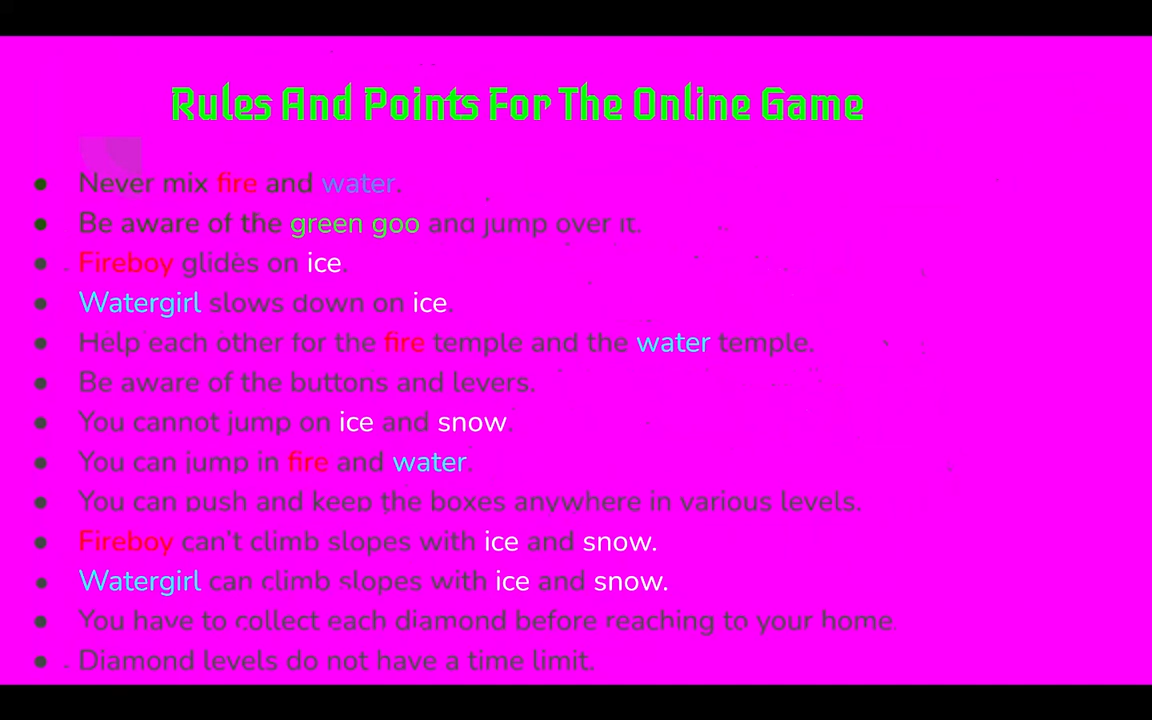 Rules And Points For The Online Game
● Never mix fire and water.
● Be aware of the green goo and jump over it.
● Fireboy glides on ice.
● Watergirl slows down on ice.
● Help each other for the fire temple and the water temple.
● Be aware of the buttons and levers.
● You cannot jump on ice and snow.
● You can jump in fire and water.
● You can push and keep the boxes anywhere in various levels.
● Fireboy can't climb slopes with ice and snow.
● Watergirl can climb slopes with ice and snow.
● You have to collect each diamond before reaching to your home.
● Diamond levels do not have a time limit.